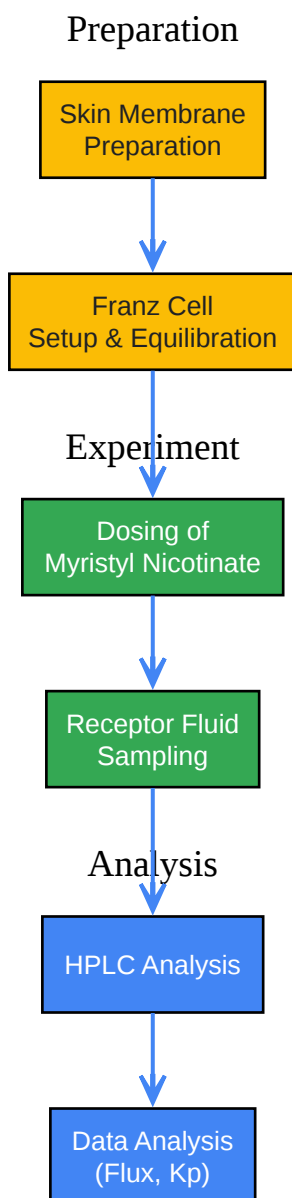 Preparation
Skin Membrane
Preparation
Franz Cell
Setup & Equilibration
Experiment
Dosing of
Myristyl Nicotinate
Receptor Fluid
Sampling
Analysis
HPLC Analysis
Data Analysis
(Flux, Kp)